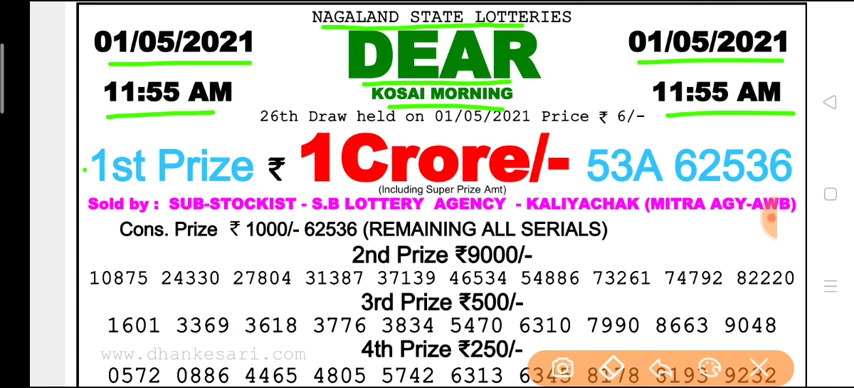 NAGALAND STATE LOTTERIES
01/05/2021 DEAR 01/05/2021
11:55 AM KOSAI MORNING 11:55 AM
26th Draw held on 01/05/2021 Price ₹ 6/-
1st Prize ₹ 1Crore/- 53A 62536
(Including Super Prize Amt)
Sold by : SUB-STOCKIST - S.B LOTTERY AGENCY - KALIYACHAK (MITRA AGY-AWB)
Cons. Prize ₹ 1000/- 62536 (REMAINING ALL SERIALS)
2nd Prize ₹9000/-
10875 24330 27804 31387 37139 46534 54886 73261 74792 82220
3rd Prize ₹500/-
1601 3369 3618 3776 3834 5470 6310 7990 8663 9048
www.dhankesari.com 4th Prize ₹250/-
0572 0886 4465 4805 5742 6313 9232